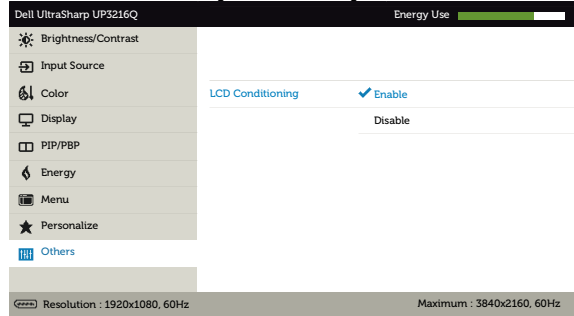 Dell UltraSharp UP3216Q Energy Use
Brightness/Contrast
Input Source
Color LCD Conditioning Enable
Display Disable
PIP/PBP
Energy
Menu
Personalize
Others
Resolution : 1920x1080, 60Hz Maximum : 3840x2160, 60Hz